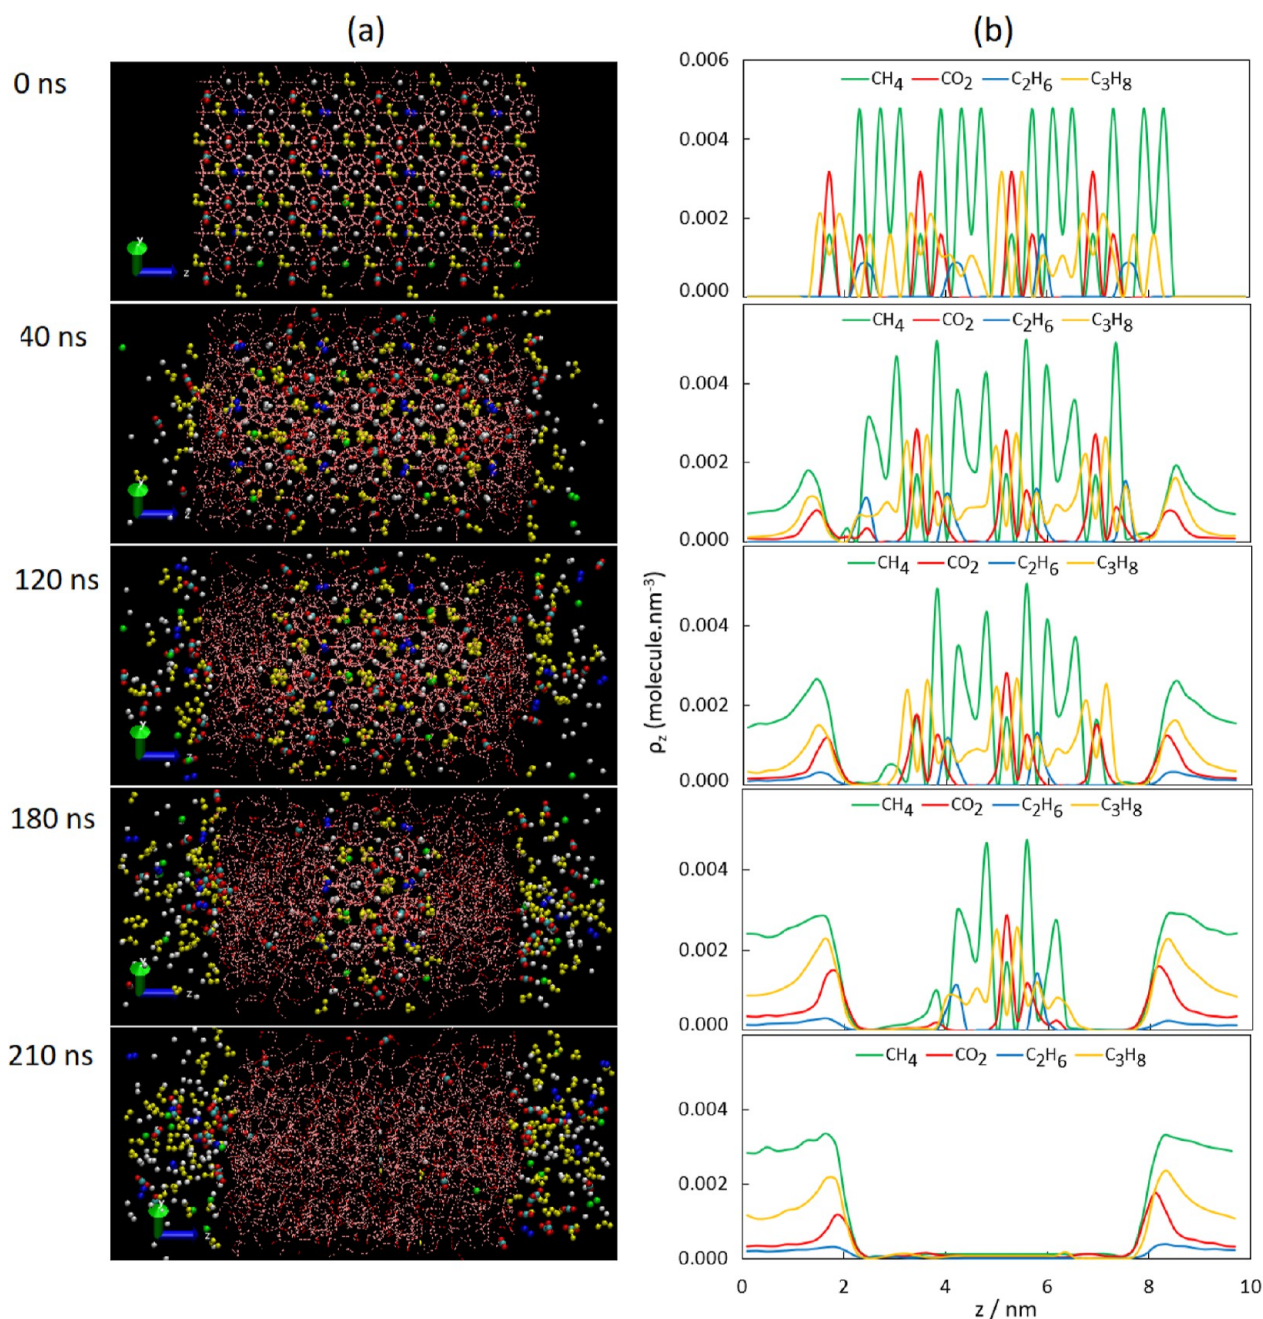 (a) (b)
0 ns
y
z
0.006
CH4 CO2 C2H6 C3H8
0.004
0.002
0.000
40 ns
y
z
CH4 CO2 C2H6 C3H8
0.004
0.002
0.000
120 ns
y
z
CH4 CO2 C2H6 C3H8
0.004
0.002
0.000
ρz (molecule.nm-3)
180 ns
z
CH4 CO2 C2H6 C3H8
0.004
0.002
0.000
210 ns
z
CH4 CO2 C2H6 C3H8
0.004
0.002
0.000
0 2 4 6 8 10
z / nm